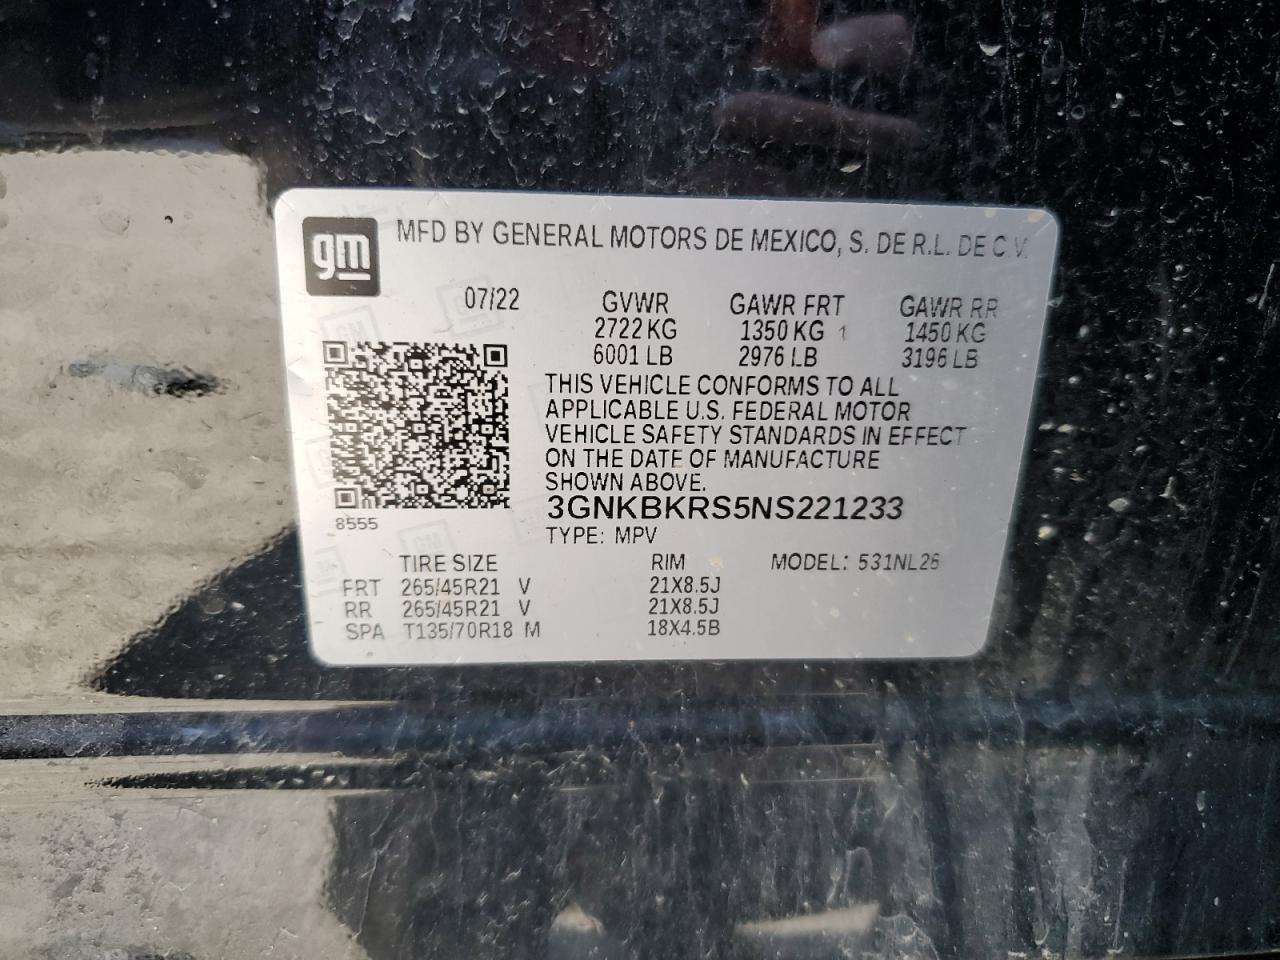 gm
MFD BY GENERAL MOTORS DE MEXICO, S. DE R.L. DE C.V.
07/22 GVWR GAWR FRT GAWR RR
2722 KG 1350 KG 1 1450 KG
6001 LB 2976 LB 3196 LB
THIS VEHICLE CONFORMS TO ALL
APPLICABLE U.S. FEDERAL MOTOR
VEHICLE SAFETY STANDARDS IN EFFECT
ON THE DATE OF MANUFACTURE
SHOWN ABOVE.
3GNKBKRS5NS221233
8555
TYPE: MPV
TIRE SIZE RIM MODEL: 531NL26
FRT 265/45R21 V 21X8.5J
RR 265/45R21 V 21X8.5J
SPA T135/70R18 M 18X4.5B